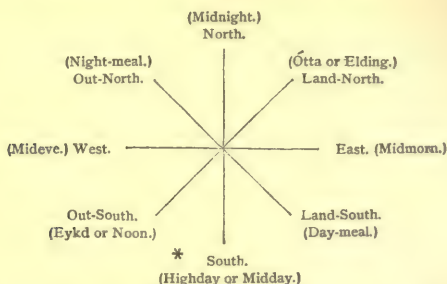 (Midnight.)
North.
(Night-meal.)
Out-North.
(Ótta or Elding.)
Land-North.
(Mideve.) West.
East. (Midmorn.)
Out-South.
(Eykd or Noon.)
Land-South.
(Day-meal.)
*
South.
(Highday or Midday.)